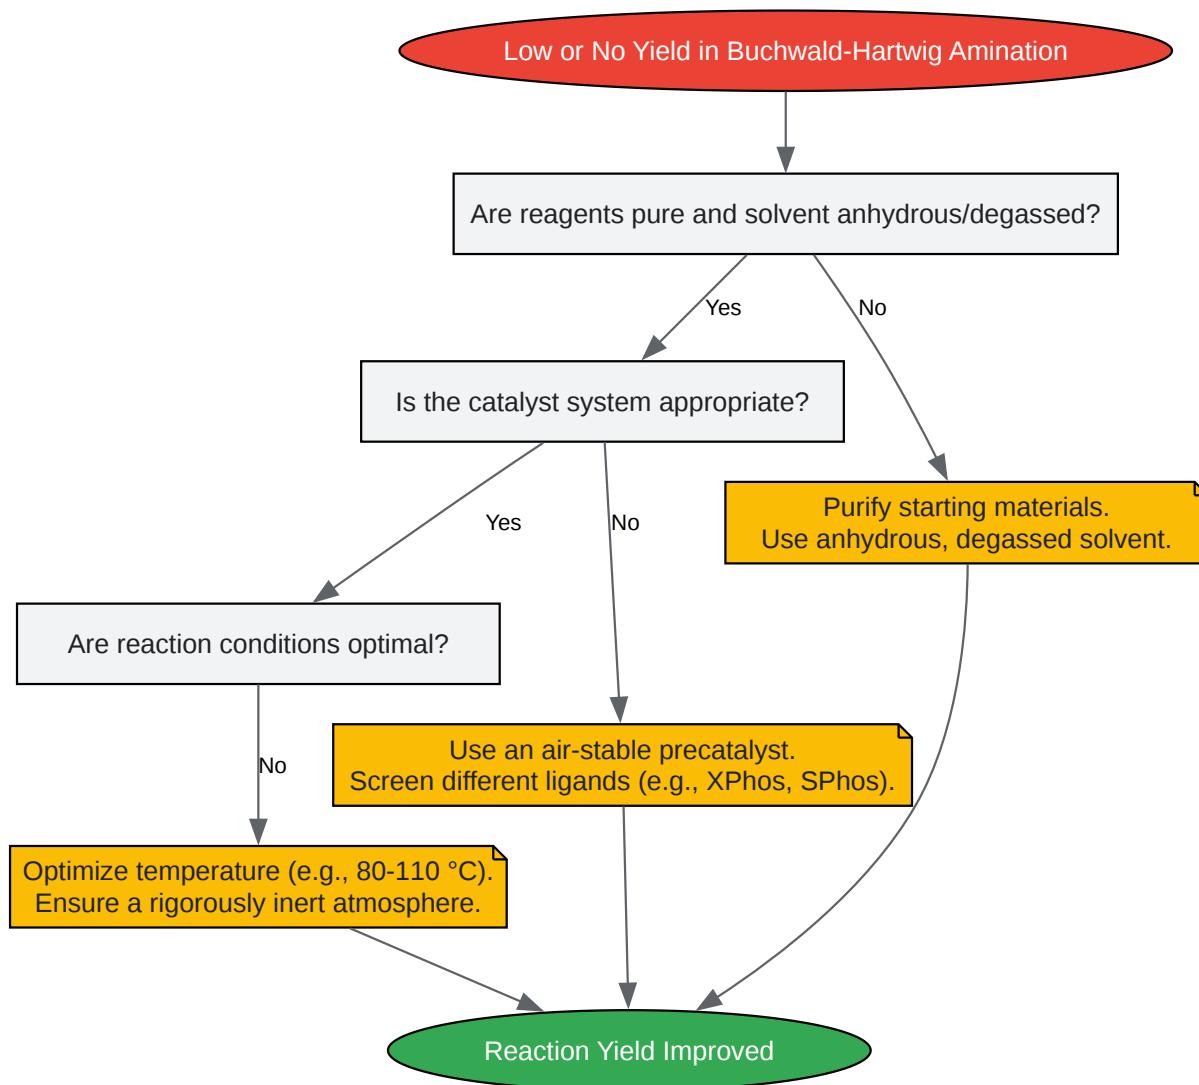 Low or No Yield in Buchwald-Hartwig Amination
Are reagents pure and solvent anhydrous/degassed?
Yes
No
Is the catalyst system appropriate?
Purify starting materials.
Use anhydrous, degassed solvent.
Yes
No
Are reaction conditions optimal?
Use an air-stable precatalyst.
Screen different ligands (e.g., XPhos, SPhos).
No
Optimize temperature (e.g., 80-110 °C).
Ensure a rigorously inert atmosphere.
Reaction Yield Improved